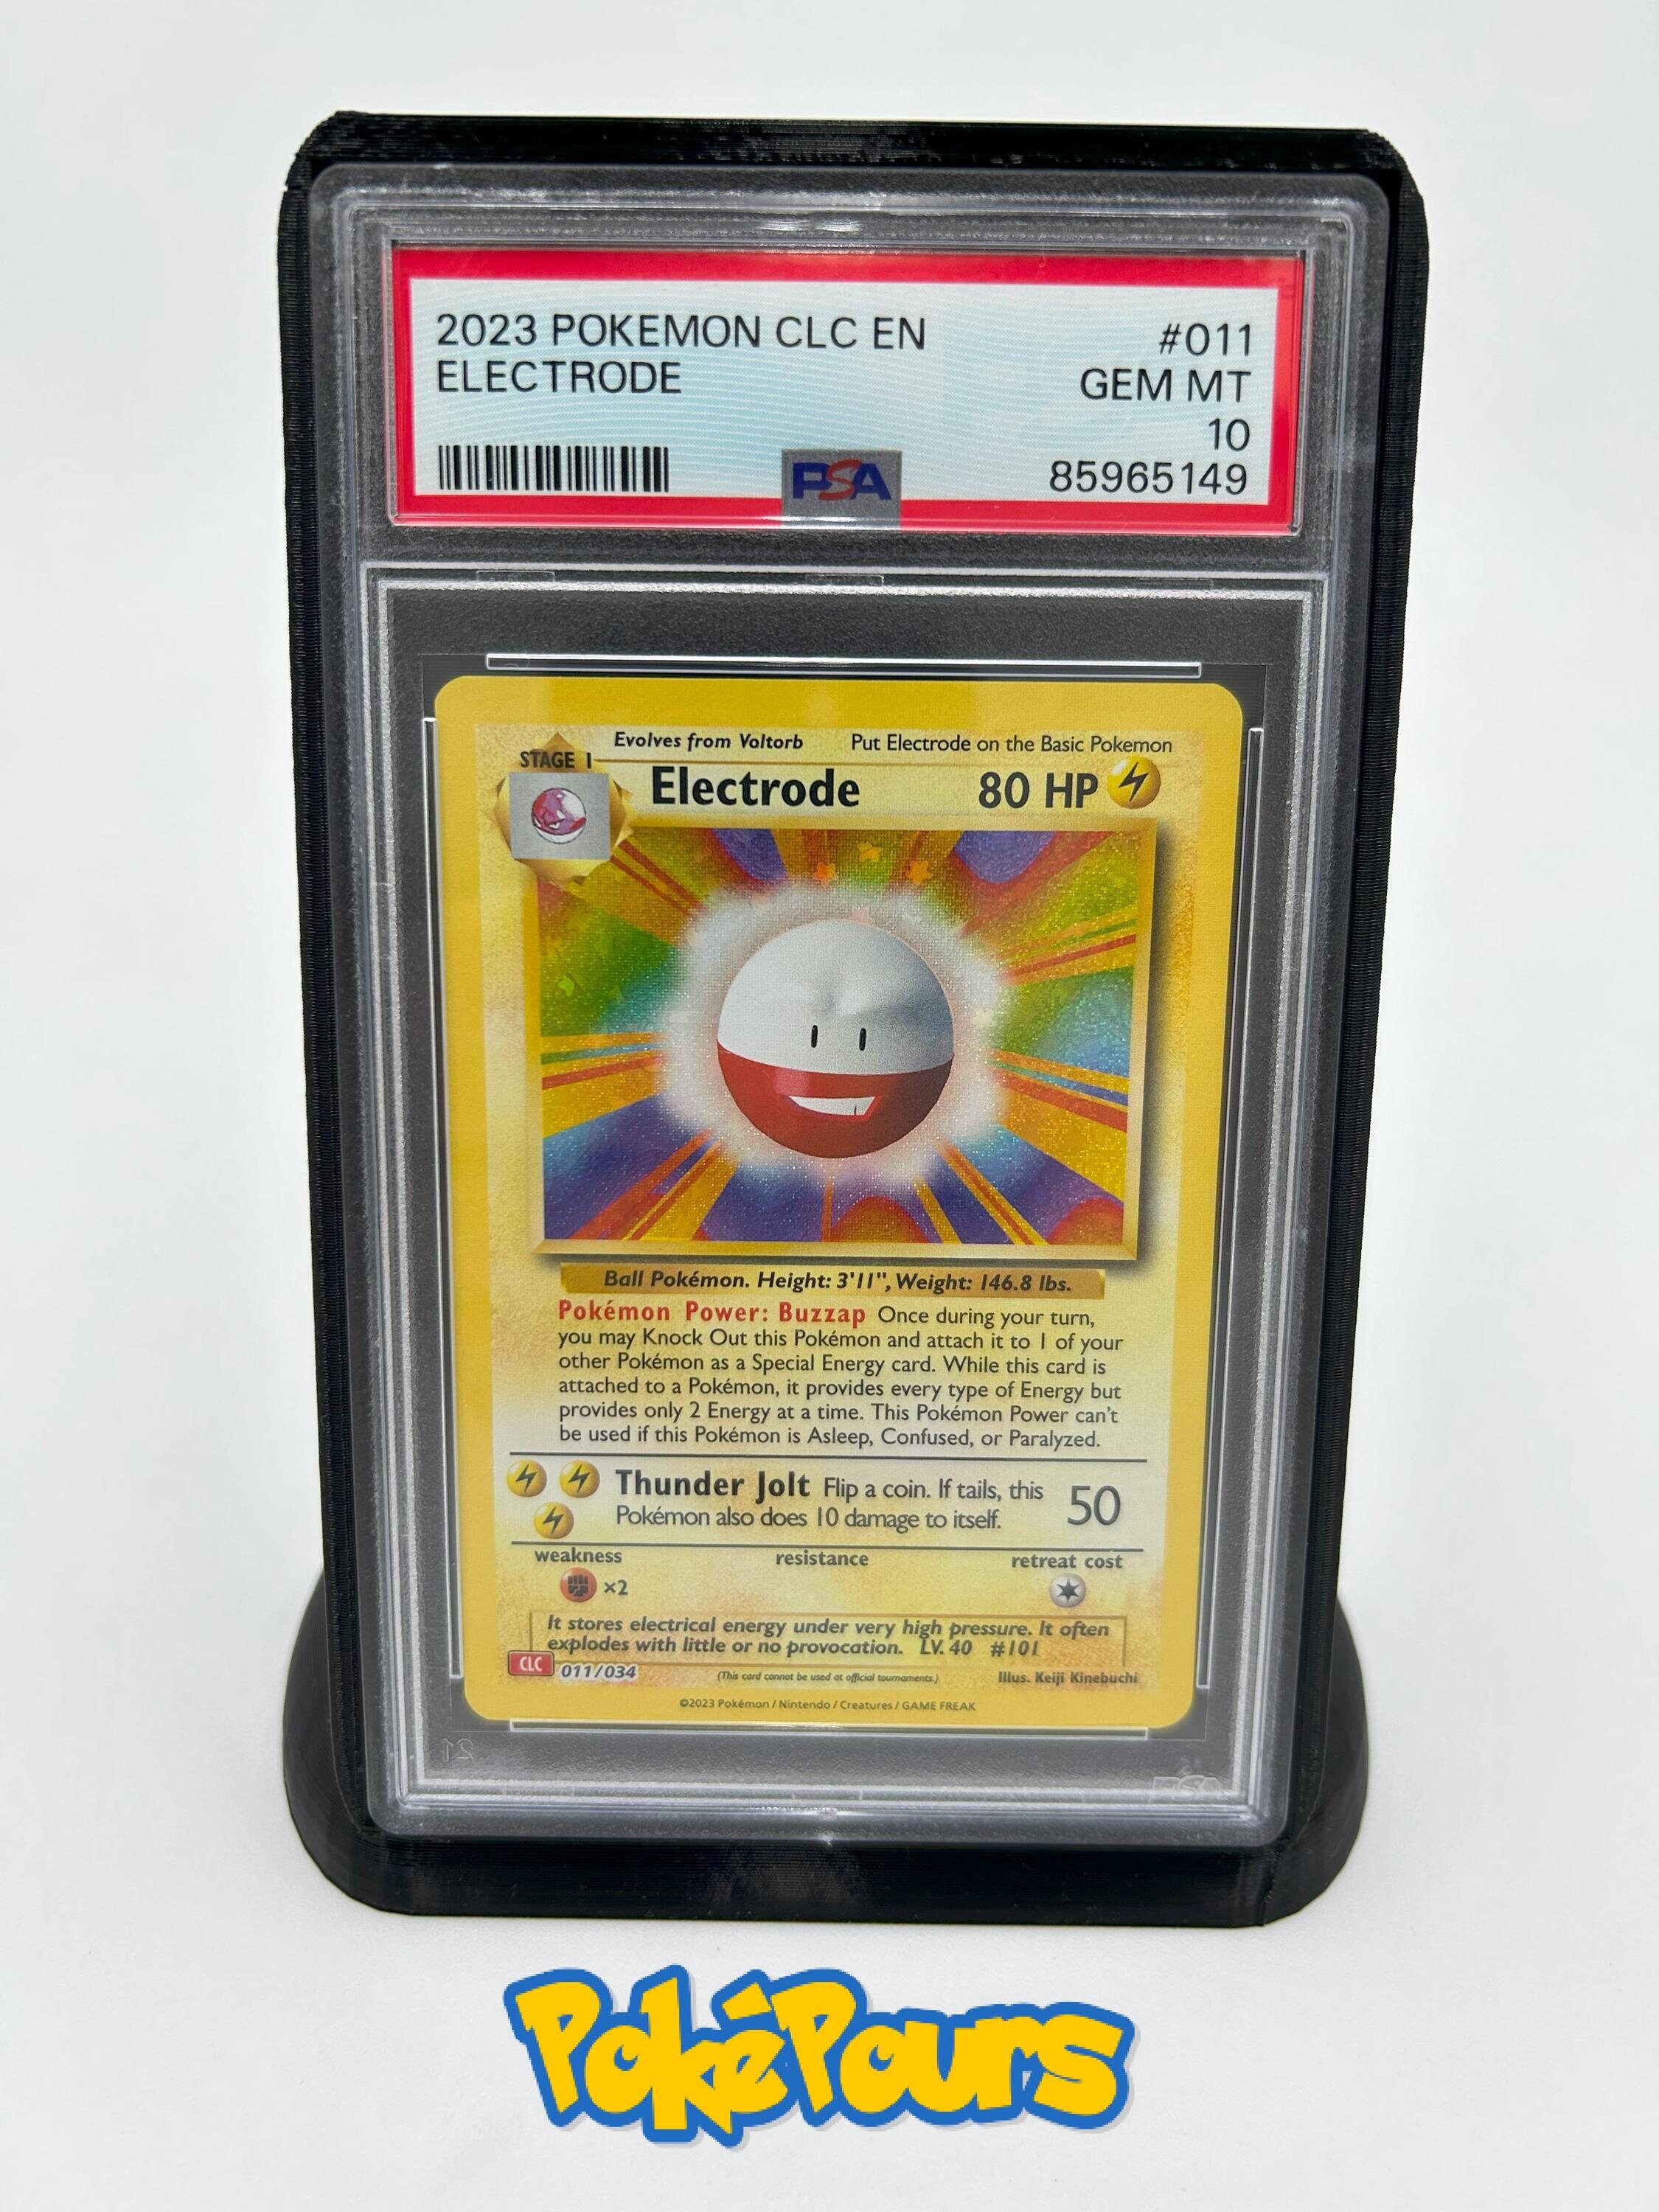 2023 POKEMON CLC EN #011
ELECTRODE GEM MT
10
PSA 85965149
Evolves from Voltorb Put Electrode on the Basic Pokemon
STAGE 1
Electrode 80 HP
Ball Pokémon. Height: 3'11", Weight: 146.8 lbs.
Pokémon Power: Buzzap Once during your turn,
you may Knock Out this Pokémon and attach it to 1 of your
other Pokémon as a Special Energy card. While this card is
attached to a Pokémon, it provides every type of Energy but
provides only 2 Energy at a time. This Pokémon Power can't
be used if this Pokémon is Asleep, Confused, or Paralyzed.
Thunder Jolt Flip a coin. If tails, this
Pokémon also does 10 damage to itself. 50
weakness resistance retreat cost
×2
It stores electrical energy under very high pressure. It often
explodes with little or no provocation. LV. 40 #101
CLC 011/034 (This card cannot be used at official tournaments.) Illus. Keiji Kinebuchi
©2023 Pokémon / Nintendo / Creatures / GAME FREAK
PSA
PokéPours